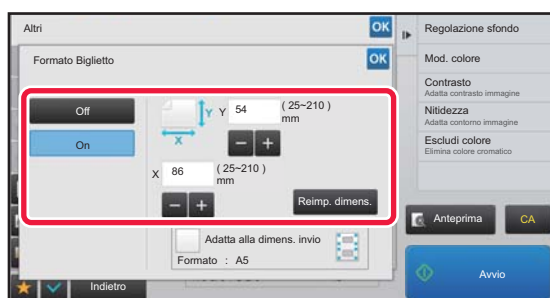 Altri
OK
Formato Biglietto
OK
Off
On
Y
Y 54 ( 25~210 )
mm
X
X 86 ( 25~210 )
mm
Reimp. dimens.
Adatta alla dimens. invio
Formato : A5
Indietro
Regolazione sfondo
Mod. colore
Contrasto
Adatta contrasto immagine
Nitidezza
Adatta contorno immagine
Escludi colore
Elimina colore cromatico
Anteprima
CA
Avvio